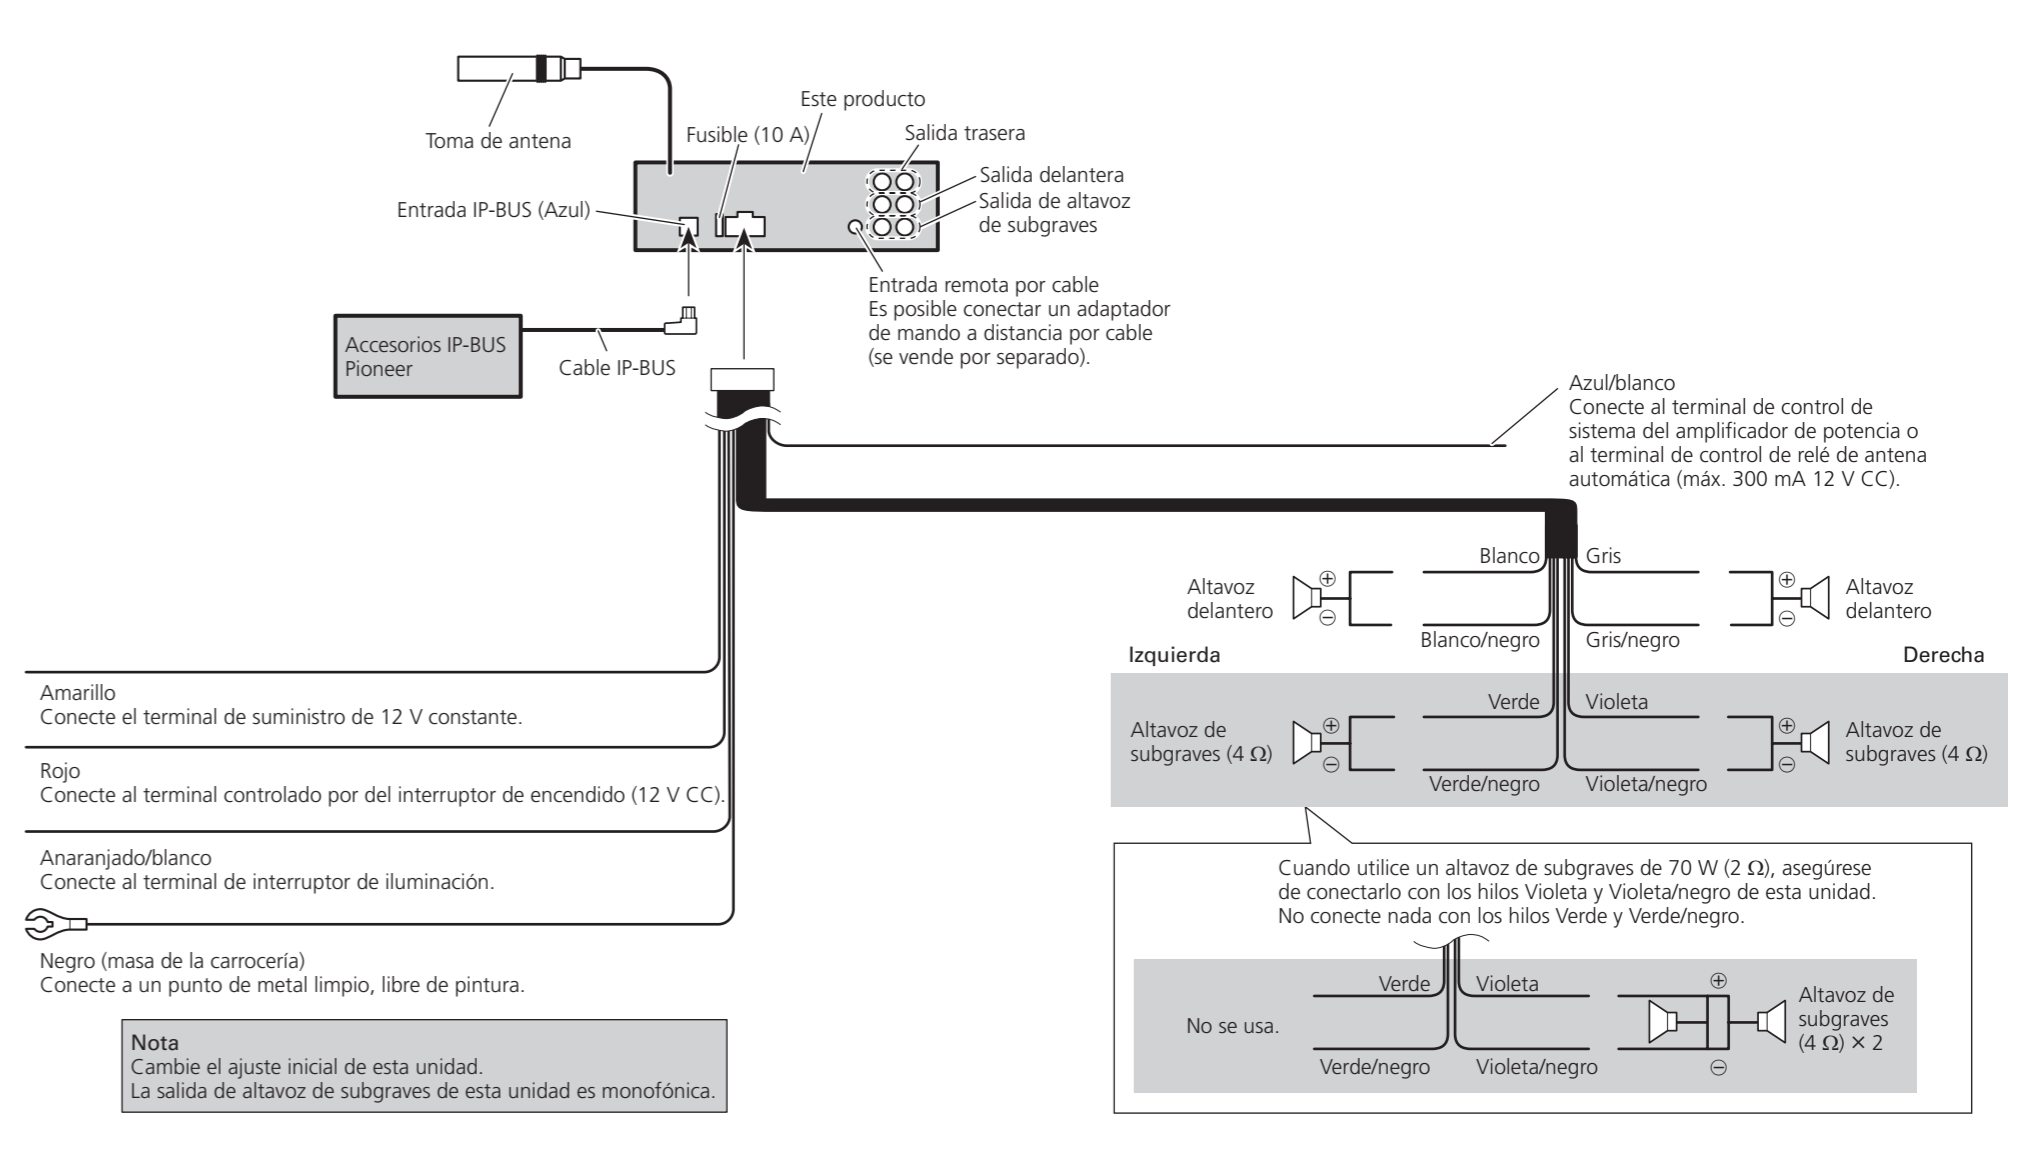 Toma de antena
Este producto
Fusible (10 A)
Salida trasera
Salida delantera
Salida de altavoz
de subgraves
Entrada IP-BUS (Azul)
Entrada remota por cable
Es posible conectar un adaptador
de mando a distancia por cable
(se vende por separado).
Accesorios IP-BUS
Pioneer
Cable IP-BUS
Azul/blanco
Conecte al terminal de control de
sistema del amplificador de potencia o
al terminal de control de relé de antena
automática (máx. 300 mA 12 V CC).
Blanco
Gris
Altavoz
delantero
⊕
⊖
⊕
⊖
Altavoz
delantero
Blanco/negro
Gris/negro
Izquierda
Derecha
Amarillo
Conecte el terminal de suministro de 12 V constante.
Rojo
Conecte al terminal controlado por del interruptor de encendido (12 V CC).
Anaranjado/blanco
Conecte al terminal de interruptor de iluminación.
Negro (masa de la carrocería)
Conecte a un punto de metal limpio, libre de pintura.
Verde
Violeta
Altavoz de
subgraves (4 Ω)
⊕
⊖
⊕
⊖
Altavoz de
subgraves (4 Ω)
Verde/negro
Violeta/negro
Cuando utilice un altavoz de subgraves de 70 W (2 Ω), asegúrese
de conectarlo con los hilos Violeta y Violeta/negro de esta unidad.
No conecte nada con los hilos Verde y Verde/negro.
Verde
Violeta
No se usa.
⊕
⊖
Altavoz de
subgraves
(4 Ω) × 2
Verde/negro
Violeta/negro
Nota
Cambie el ajuste inicial de esta unidad.
La salida de altavoz de subgraves de esta unidad es monofónica.